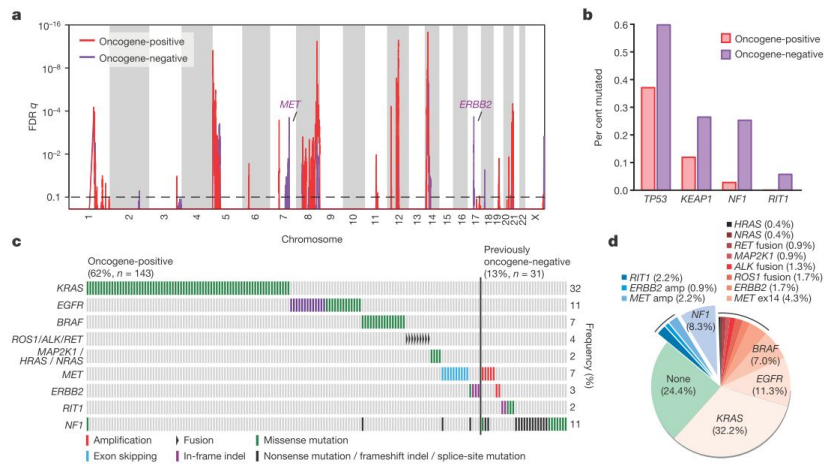 a
10−16
10−8
10−4
10−2
0.1
FDR q
Oncogene-positive
Oncogene-negative
MET
ERBB2
1
2
3
4
5
6
7
8
9
10
11
12
13
14
15
16
17
18
19
20
21
22
X
Chromosome
b
0.6
0.5
0.4
0.3
0.2
0.1
0.0
Per cent mutated
Oncogene-positive
Oncogene-negative
TP53
KEAP1
NF1
RIT1
c
Oncogene-positive
(62%, n = 143)
Previously
oncogene-negative
(13%, n = 31)
KRAS 32
EGFR 11
BRAF 7
ROS1/ALK/RET 4
MAP2K1 /
HRAS / NRAS 2
MET 7
ERBB2 3
RIT1 2
NF1 11
Frequency (%)
Amplification
Fusion
Missense mutation
Exon skipping
In-frame indel
Nonsense mutation / frameshift indel / splice-site mutation
d
HRAS (0.4%)
NRAS (0.4%)
RET fusion (0.9%)
MAP2K1 (0.9%)
ALK fusion (1.3%)
ROS1 fusion (1.7%)
ERBB2 (1.7%)
MET ex14 (4.3%)
RIT1 (2.2%)
ERBB2 amp (0.9%)
MET amp (2.2%)
NF1
(8.3%)
BRAF
(7.0%)
EGFR
(11.3%)
KRAS
(32.2%)
None
(24.4%)